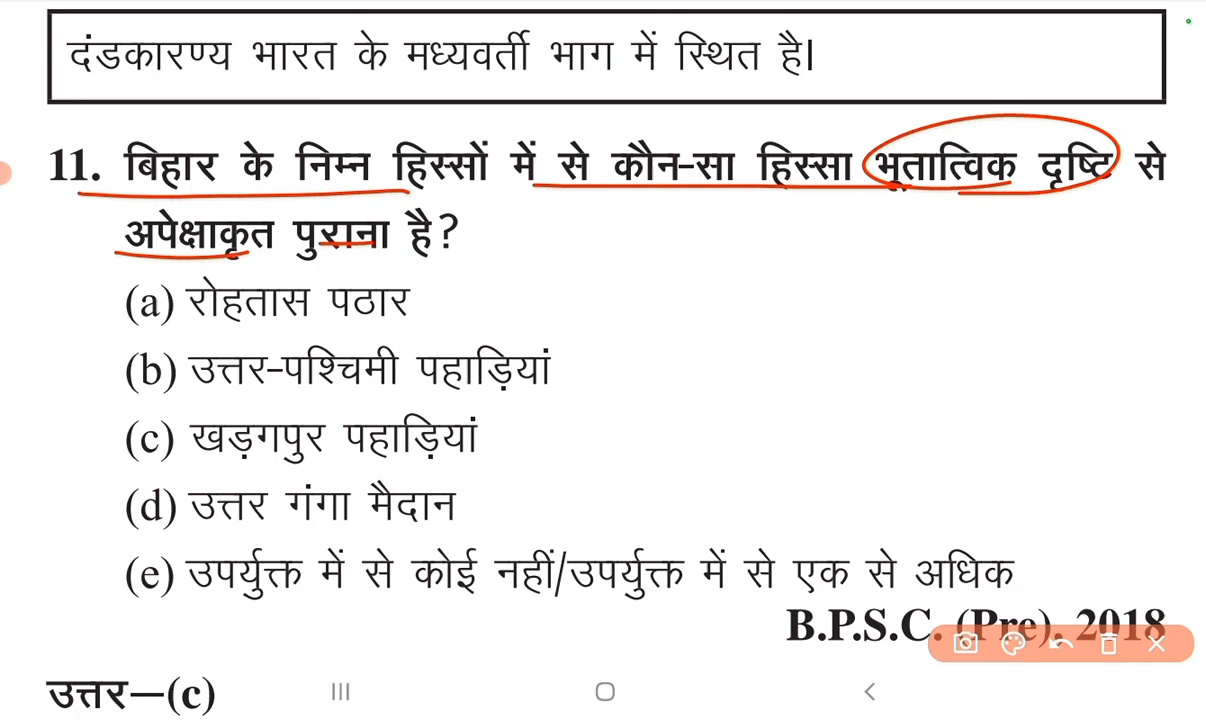 दंडकारण्य भारत के मध्यवर्ती भाग में स्थित है।
11. बिहार के निम्न हिस्सों में से कौन-सा हिस्सा भूतात्विक दृष्टि से
अपेक्षाकृत पुराना है?
(a) रोहतास पठार
(b) उत्तर-पश्चिमी पहाड़ियां
(c) खड़गपुर पहाड़ियां
(d) उत्तर गंगा मैदान
(e) उपर्युक्त में से कोई नहीं/उपर्युक्त में से एक से अधिक
B.P.S.C. (Pre), 2018
उत्तर—(c)